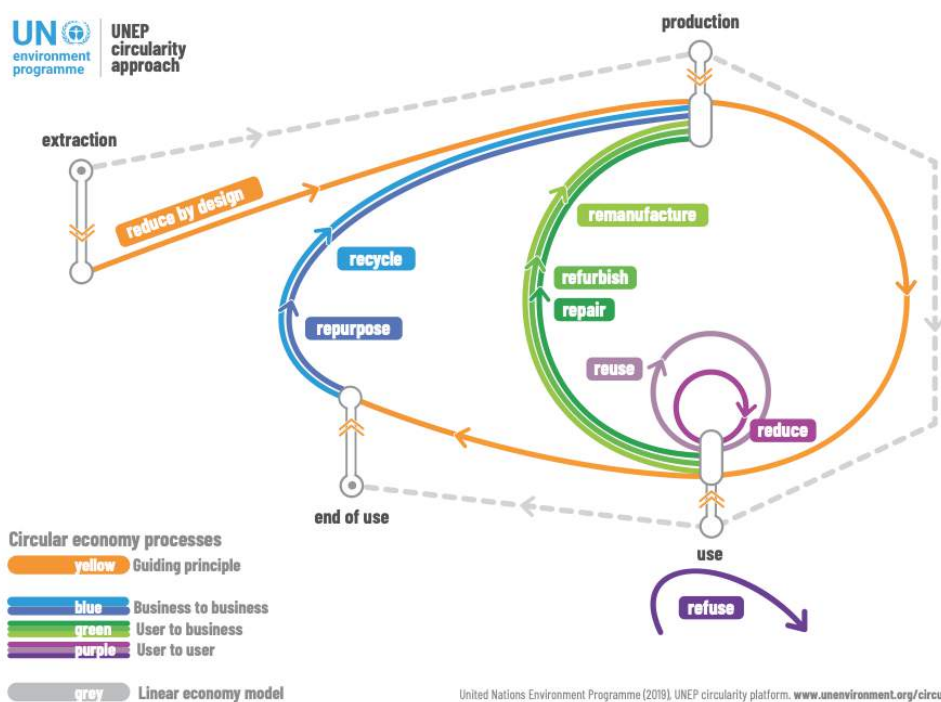 UN
environment
programme
UNEP
circularity
approach
production
extraction
reduce by design
remanufacture
recycle
refurbish
repair
repurpose
reuse
reduce
end of use
use
refuse
Circular economy processes
yellow Guiding principle
blue Business to business
green User to business
purple User to user
grey Linear economy model
United Nations Environment Programme (2019), UNEP circularity platform. www.unenvironment.org/circu